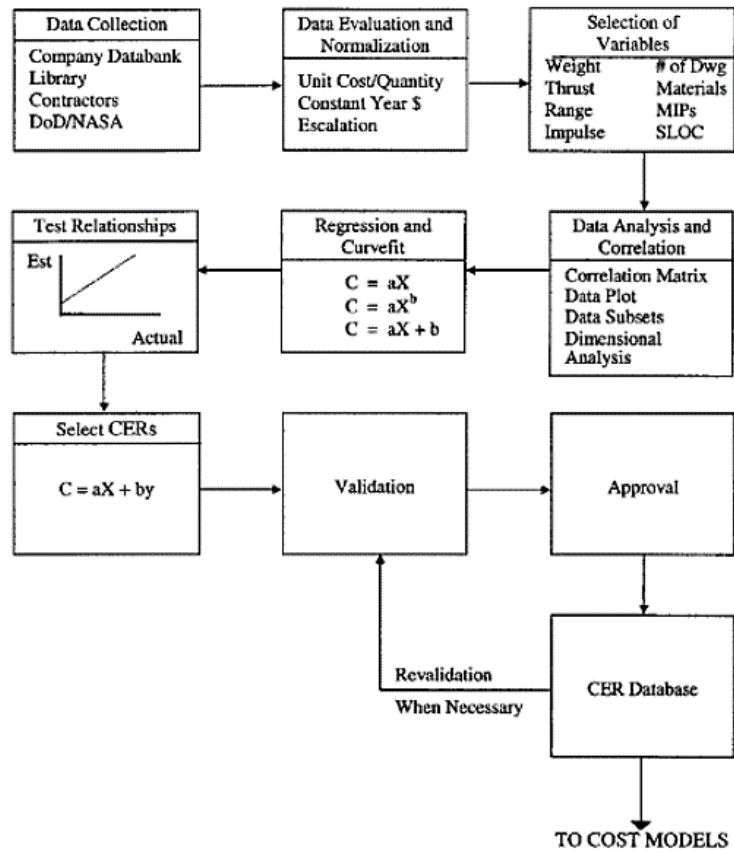 Data Collection
Company Databank
Library
Contractors
DoD/NASA
Data Evaluation and
Normalization
Unit Cost/Quantity
Constant Year $
Escalation
Selection of
Variables
Weight # of Dwg
Thrust Materials
Range MIPs
Impulse SLOC
Test Relationships
Est
Actual
Regression and
Curvefit
C = aX
C = aX^b
C = aX + b
Data Analysis and
Correlation
Correlation Matrix
Data Plot
Data Subsets
Dimensional
Analysis
Select CERs
C = aX + by
Validation
Approval
Revalidation
When Necessary
CER Database
TO COST MODELS